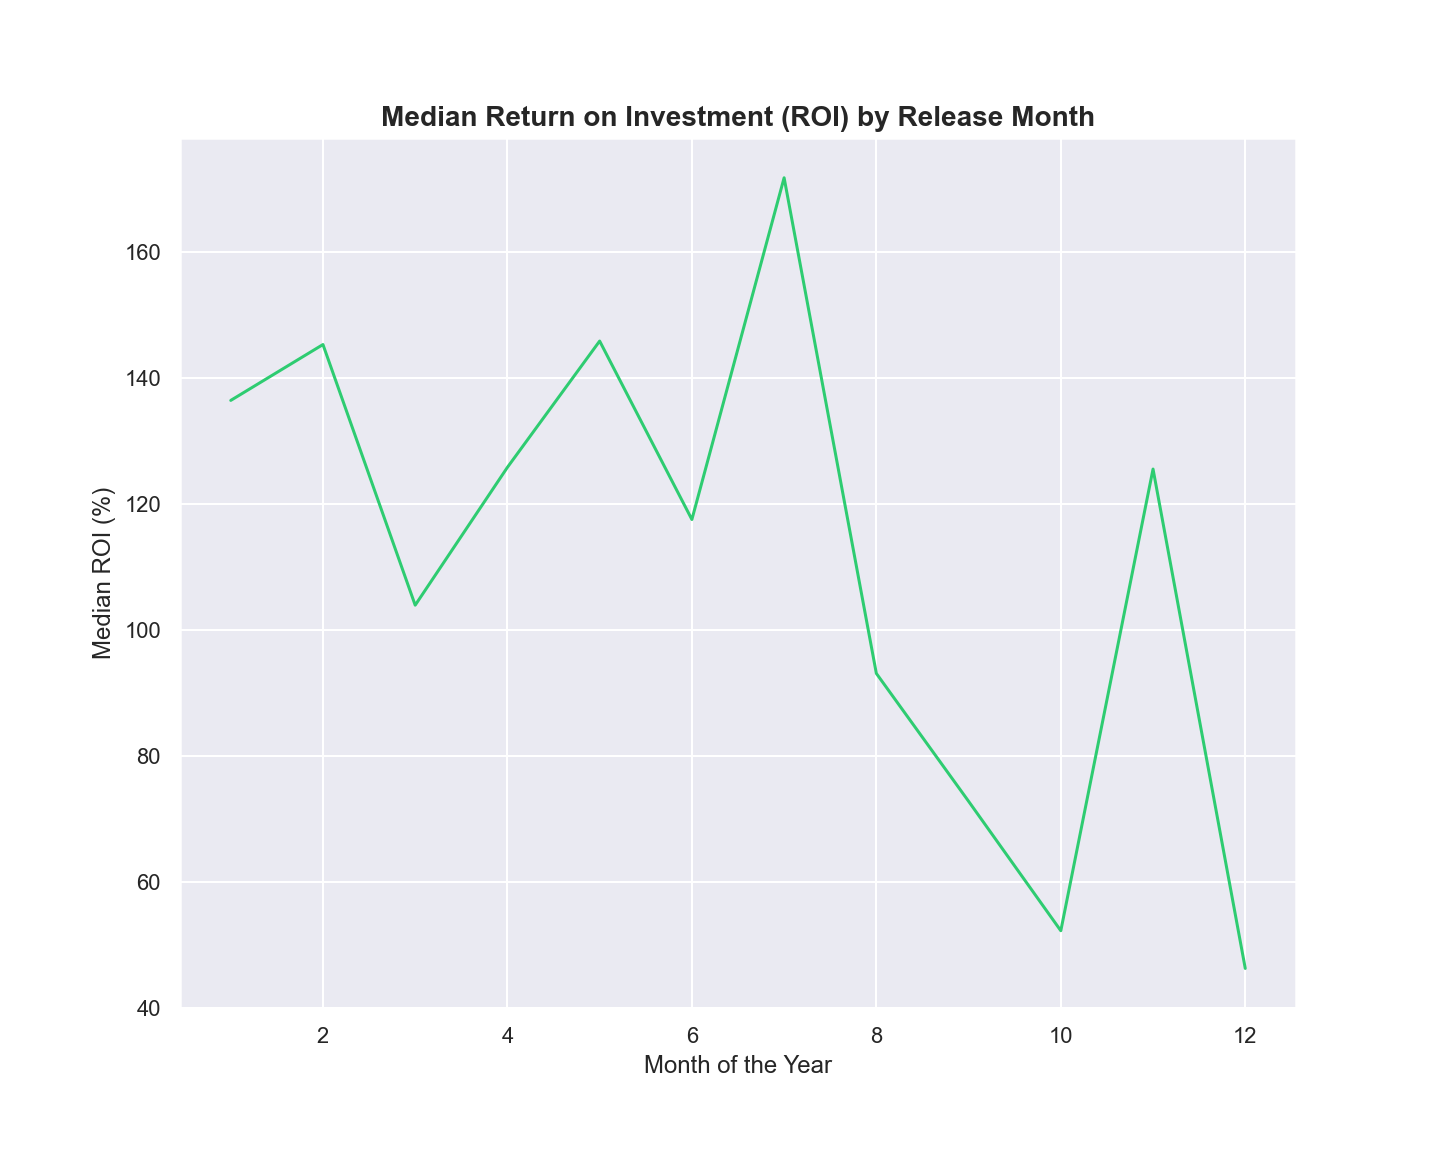 Median Return on Investment (ROI) by Release Month
Median ROI (%)
160
140
120
100
80
60
40
2 4 6 8 10 12
Month of the Year